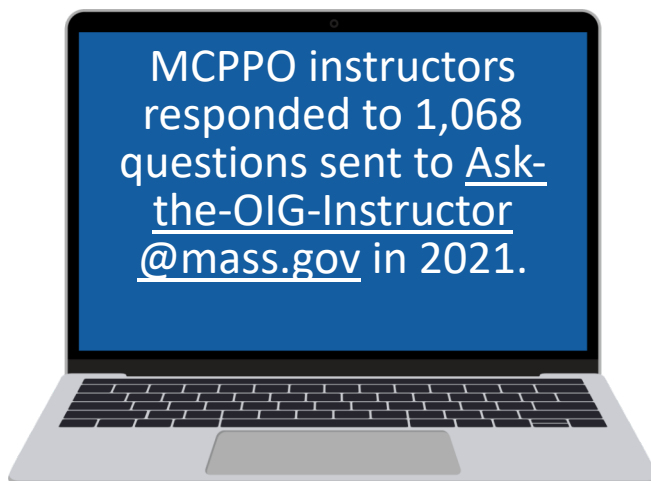 MCPPO instructors
responded to 1,068
questions sent to Ask-
the-OIG-Instructor
@mass.gov in 2021.